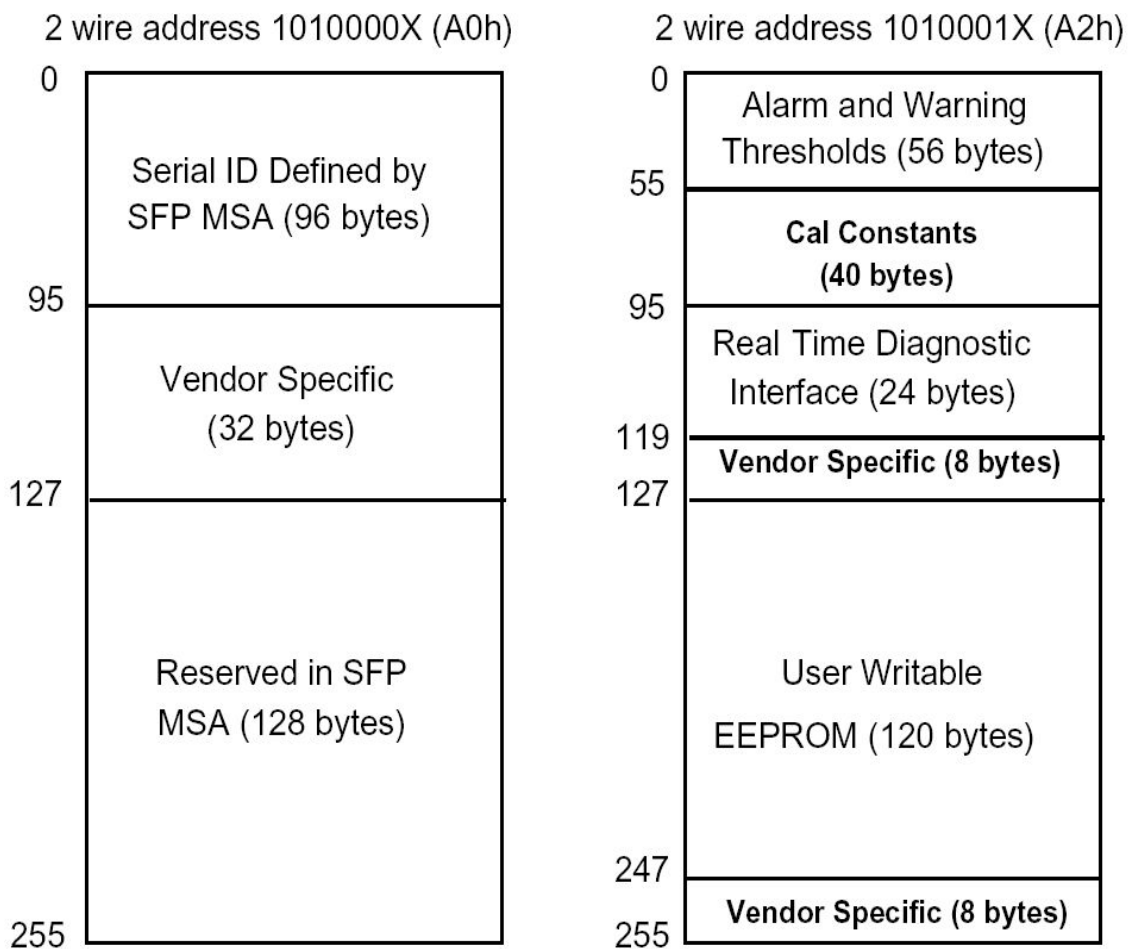 2 wire address 1010000X (A0h)
0
Serial ID Defined by
SFP MSA (96 bytes)
95
Vendor Specific
(32 bytes)
127
Reserved in SFP
MSA (128 bytes)
255
2 wire address 1010001X (A2h)
0
Alarm and Warning
Thresholds (56 bytes)
55
Cal Constants
(40 bytes)
95
Real Time Diagnostic
Interface (24 bytes)
119
Vendor Specific (8 bytes)
127
User Writable
EEPROM (120 bytes)
247
Vendor Specific (8 bytes)
255